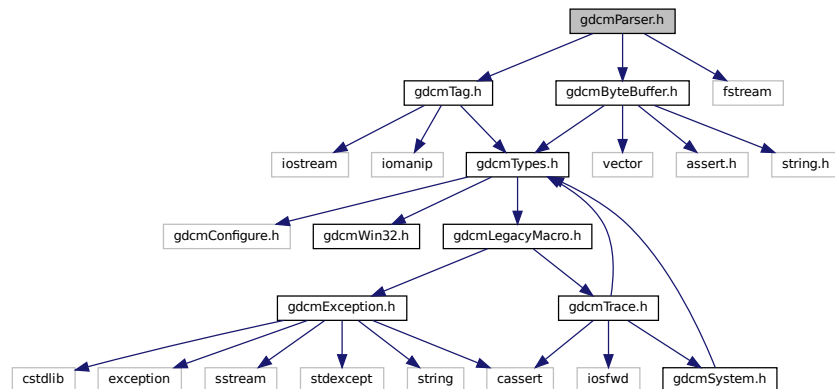 gdcmParser.h
gdcmTag.h
gdcmByteBuffer.h
fstream
iostream
iomanip
gdcmTypes.h
vector
assert.h
string.h
gdcmConfigure.h
gdcmWin32.h
gdcmLegacyMacro.h
gdcmException.h
gdcmTrace.h
cstdlib
exception
sstream
stdexcept
string
cassert
iosfwd
gdcmSystem.h